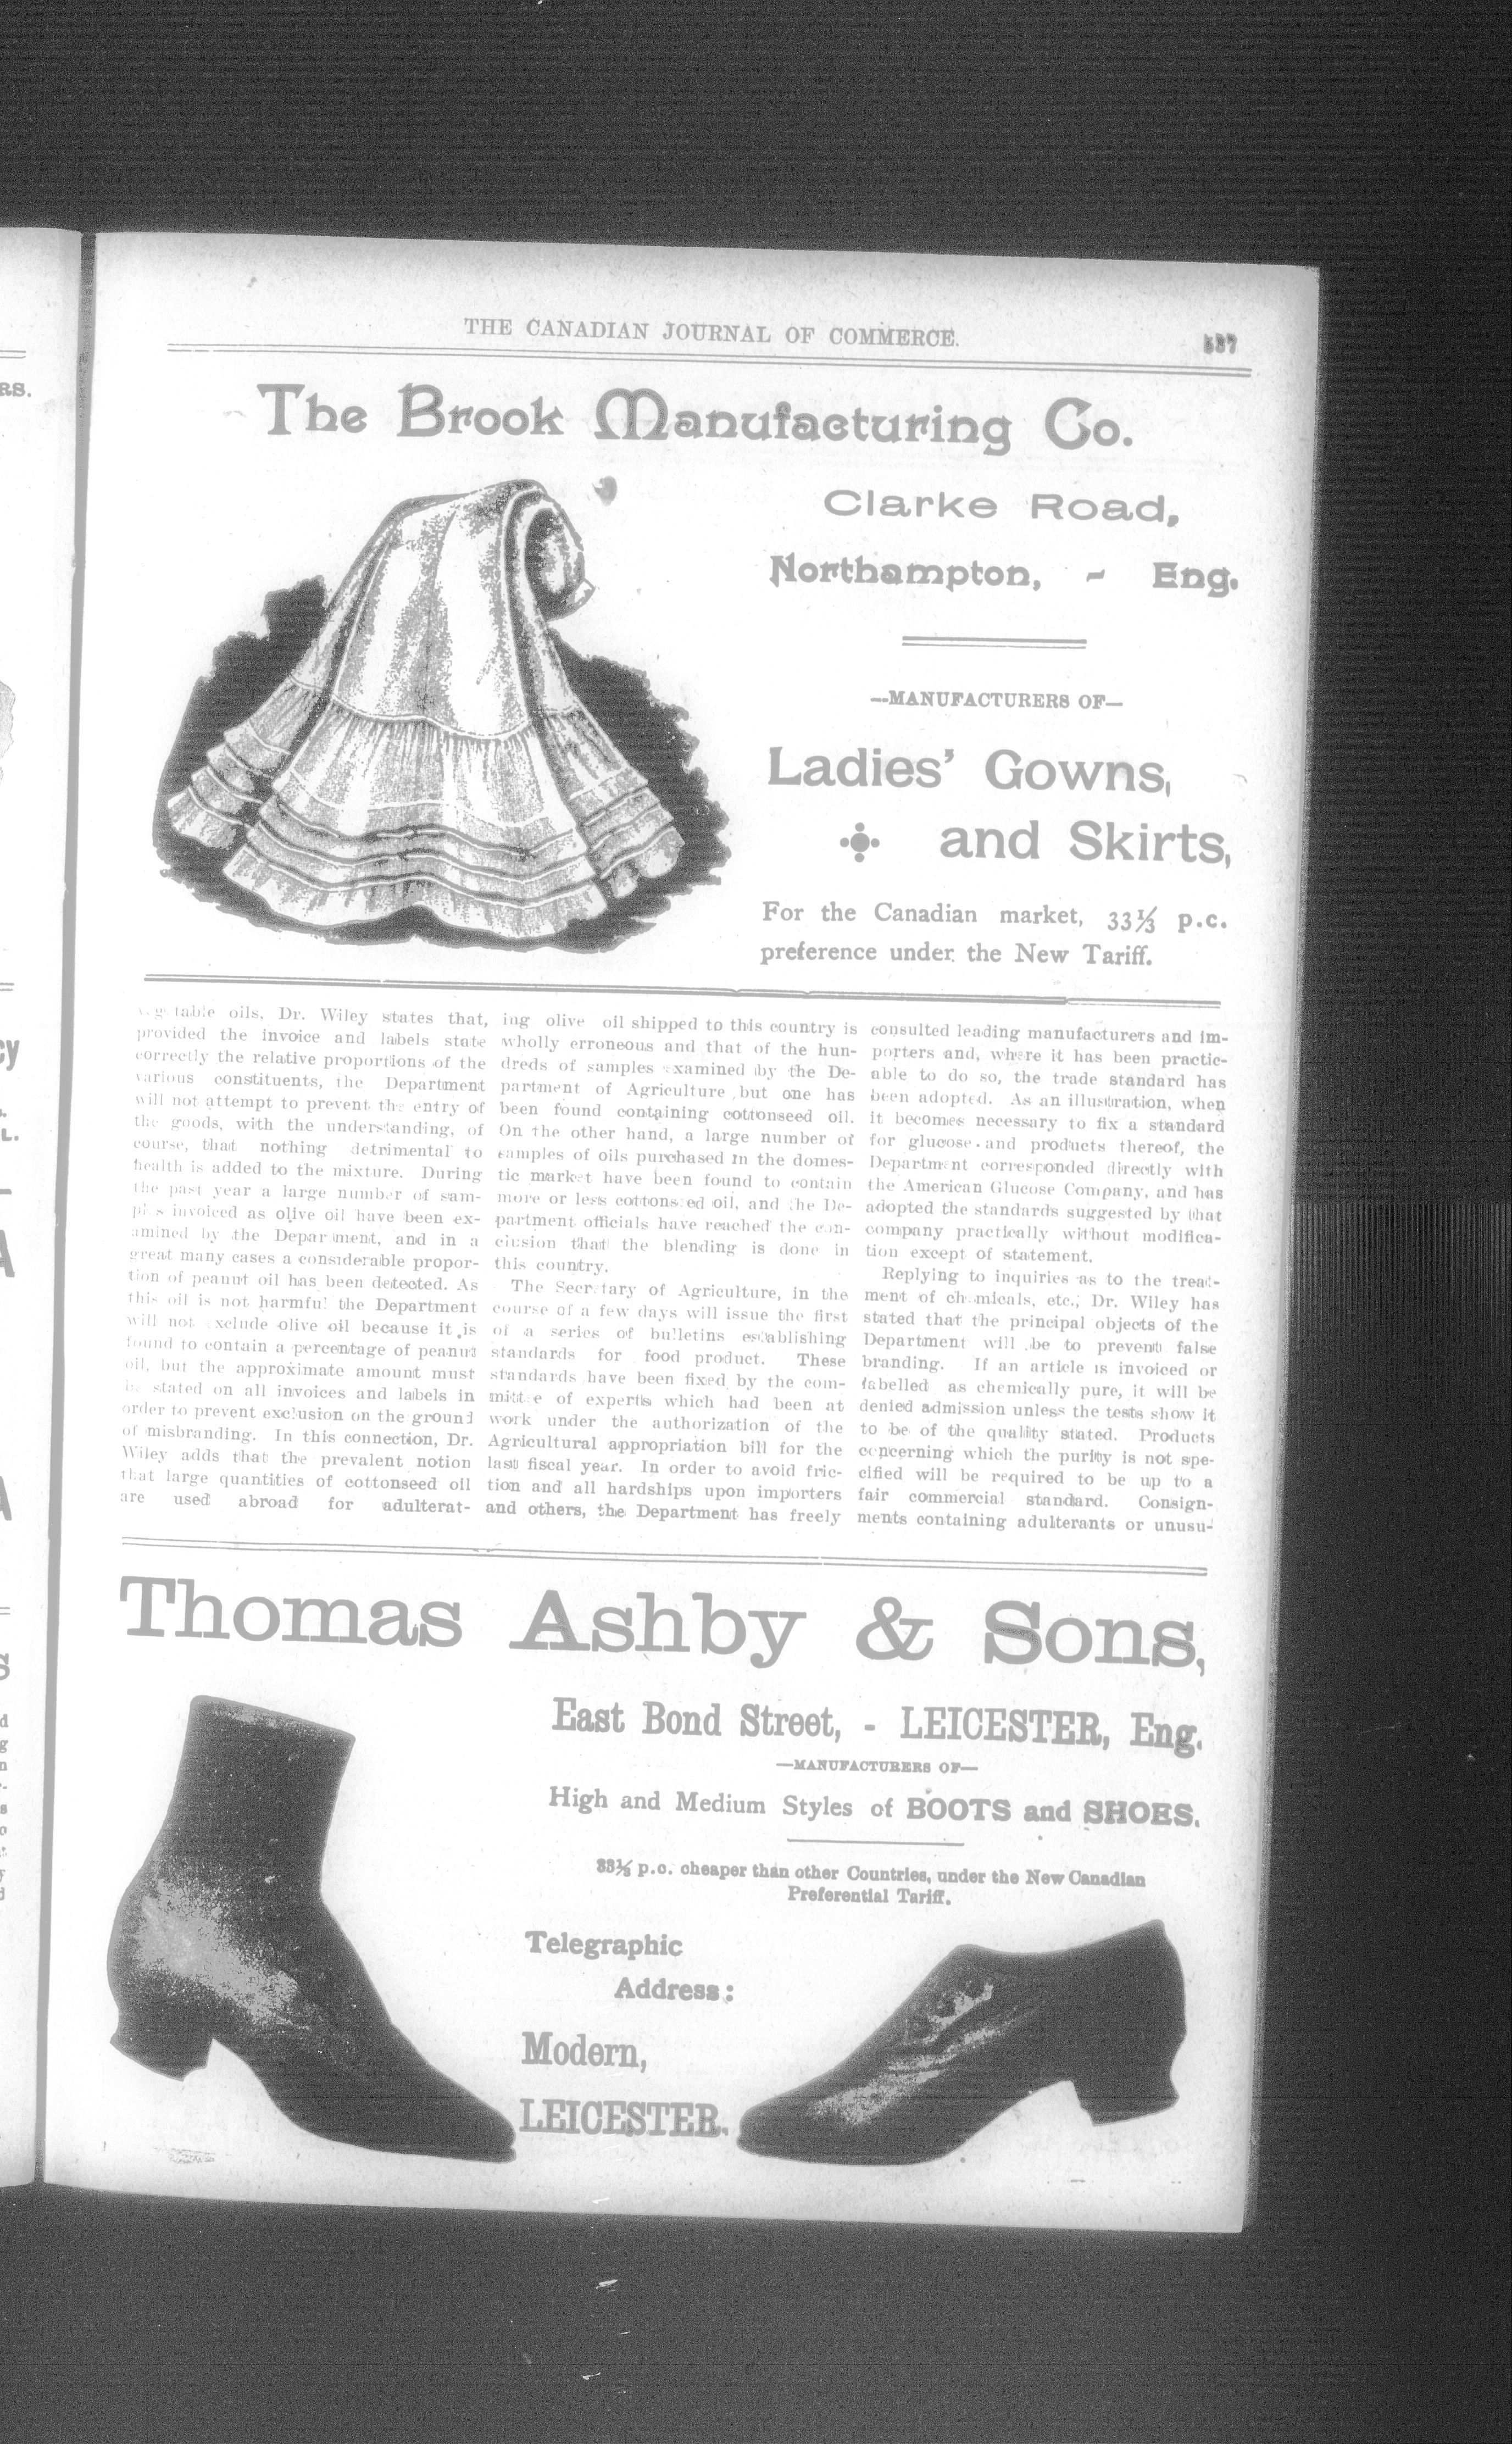 THE CANADIAN JOURNAL OF COMMERCE.
The Brook Manufacturing Co.
Clarke Road,
Northampton, - Eng.
—MANUFACTURERS OF—
Ladies' Gowns,
and Skirts,
For the Canadian market, 33⅓ p.c.
preference under the New Tariff.
table oils, Dr. Wiley states that,
provided the invoice and labels state
correctly the relative proportions of the
various constituents, the Department
will not attempt to prevent the entry of
the goods, with the understanding, of
course, that nothing detrimental to
health is added to the mixture. During
the past year a large number of sam-
ples invoiced as olive oil have been ex-
amined by the Department, and in a
great many cases a considerable propor-
tion of peanut oil has been detected. As
this oil is not harmful the Department
will not exclude olive oil because it is
found to contain a percentage of peanut
oil, but the approximate amount must
be stated on all invoices and labels in
order to prevent exclusion on the ground
of misbranding. In this connection, Dr.
Wiley adds that the prevalent notion
that large quantities of cottonseed oil
are used abroad for adulterat-
ing olive oil shipped to this country is
wholly erroneous and that of the hun-
dreds of samples examined by the De-
partment of Agriculture but one has
been found containing cottonseed oil.
On the other hand, a large number of
samples of oils purchased in the domes-
tic market have been found to contain
more or less cottonseed oil, and the De-
partment officials have reached the con-
clusion that the blending is done in
this country.
The Secretary of Agriculture, in the
course of a few days will issue the first
of a series of bulletins establishing
standards for food product. These
standards have been fixed by the com-
mittee of experts which had been at
work under the authorization of the
Agricultural appropriation bill for the
last fiscal year. In order to avoid fric-
tion and all hardships upon importers
and others, the Department has freely
consulted leading manufacturers and im-
porters and, where it has been practic-
able to do so, the trade standard has
been adopted. As an illustration, when
it becomes necessary to fix a standard
for glucose and products thereof, the
Department corresponded directly with
the American Glucose Company, and has
adopted the standards suggested by that
company practically without modifica-
tion except of statement.
Replying to inquiries as to the treat-
ment of chemicals, etc., Dr. Wiley has
stated that the principal objects of the
Department will be to prevent false
branding. If an article is invoiced or
labelled as chemically pure, it will be
denied admission unless the tests show it
to be of the quality stated. Products
concerning which the purity is not spe-
cified will be required to be up to a
fair commercial standard. Consign-
ments containing adulterants or unusu-
Thomas Ashby & Sons,
East Bond Street, - LEICESTER, Eng.
—MANUFACTURERS OF—
High and Medium Styles of BOOTS and SHOES.
33⅓ p.c. cheaper than other Countries, under the New Canadian
Preferential Tariff.
Telegraphic
Address:
Modern,
LEICESTER.